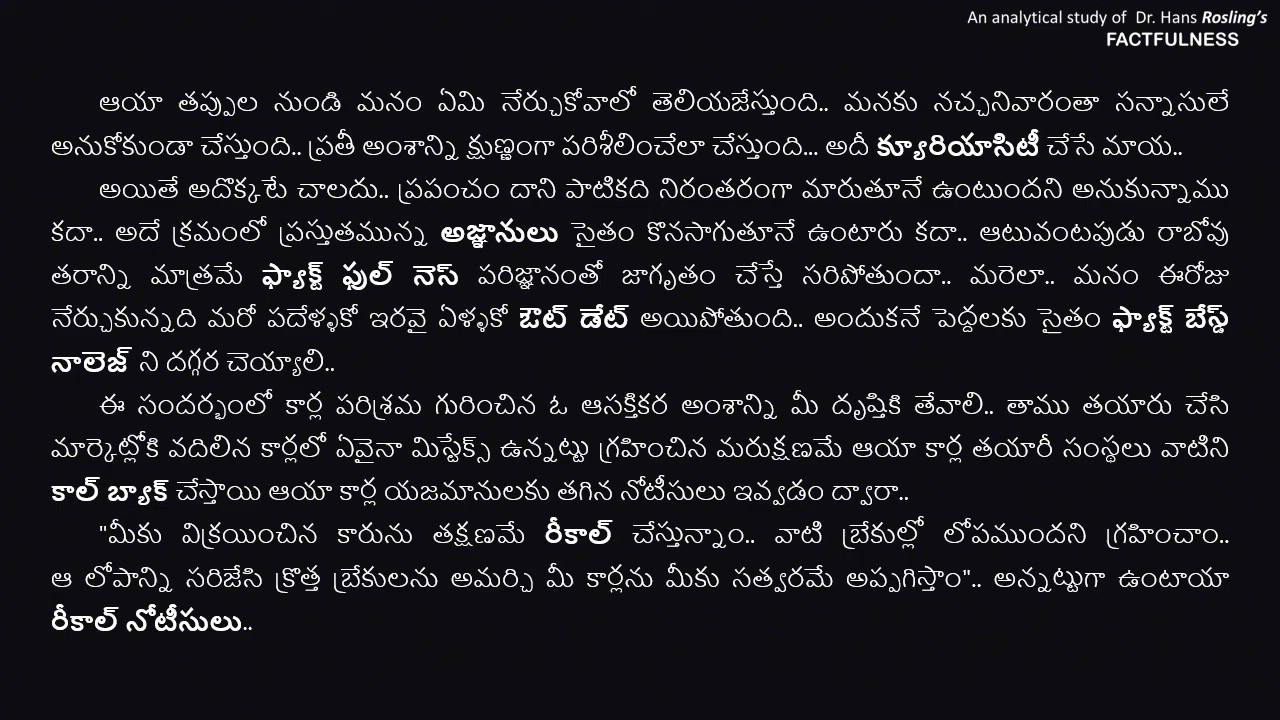 An analytical study of Dr. Hans Rosling's
FACTFULNESS
ఆయా తప్పుల నుండి మనం ఏమి నేర్చుకోవాలో తెలియజేస్తుంది.. మనకు నచ్చనివారంతా సన్నాసులే
అనుకోకుండా చేస్తుంది.. ప్రతీ అంశాన్ని క్షుణ్ణంగా పరిశీలించేలా చేస్తుంది... అదీ క్యూరియాసిటీ చేసే మాయ..
అయితే అదొక్కటే చాలదు.. ప్రపంచం దాని పాటికది నిరంతరంగా మారుతూనే ఉంటుందని అనుకున్నాము
కదా.. అదే క్రమంలో ప్రస్తుతమున్న అజ్ఞానులు సైతం కొనసాగుతూనే ఉంటారు కదా.. ఆటువంటపుడు రాబోవు
తరాన్ని మాత్రమే ఫ్యాక్ట్ ఫుల్ నెస్ పరిజ్ఞానంతో జాగృతం చేస్తే సరిపోతుందా.. మరెలా.. మనం ఈరోజు
నేర్చుకున్నది మరో పదేళ్ళకో ఇరవై ఏళ్ళకో ఔట్ డేట్ అయిపోతుంది.. అందుకనే పెద్దలకు సైతం ఫ్యాక్ట్ బేస్డ్
నాలెజ్ ని దగ్గర చెయ్యాలి..
ఈ సందర్భంలో కార్ల పరిశ్రమ గురించిన ఓ ఆసక్తికర అంశాన్ని మీ దృష్తికి తేవాలి.. తాము తయారు చేసి
మార్కెట్లోకి వదిలిన కార్లలో ఏవైనా మిస్టేక్స్ ఉన్నట్టు గ్రహించిన మరుక్షణమే ఆయా కార్ల తయారీ సంస్థలు వాటిని
కాల్ బ్యాక్ చేస్తాయి ఆయా కార్ల యజమానులకు తగిన నోటీసులు ఇవ్వడం ద్వారా..
"మీకు విక్రయించిన కారును తక్షణమే రీకాల్ చేస్తున్నాం.. వాటి బ్రేకుల్లో లోపముందని గ్రహించాం..
ఆ లోపాన్ని సరిజేసి క్రొత్త బ్రేకులను అమర్చి మీ కార్లను మీకు సత్వరమే అప్పగిస్తాం".. అన్నట్టుగా ఉంటాయా
రీకాల్ నోటీసులు..